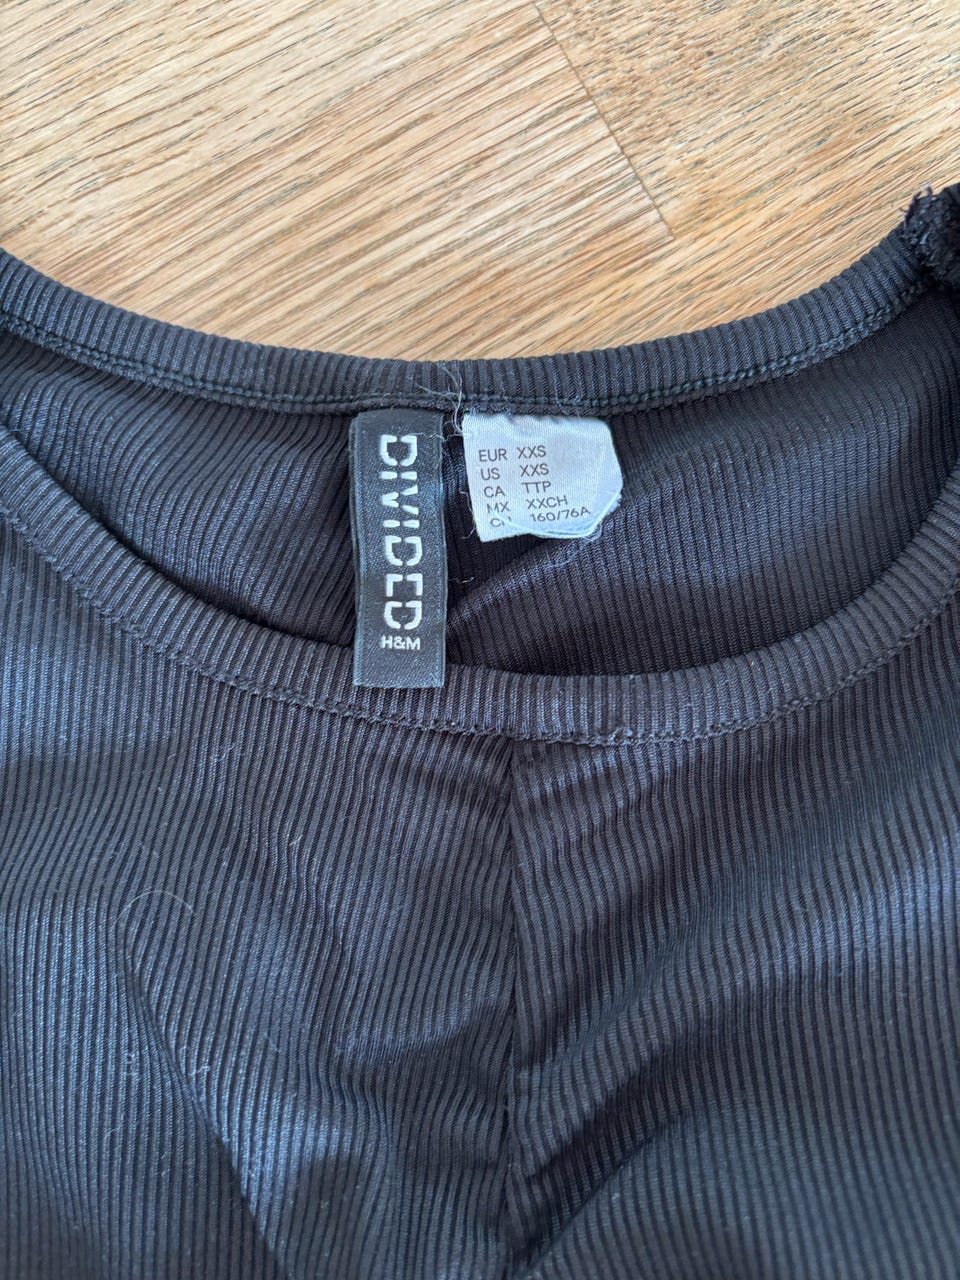 DIVIDED
H&M
EUR XXS
US XXS
CA TTP
MX XXCH
160/76A